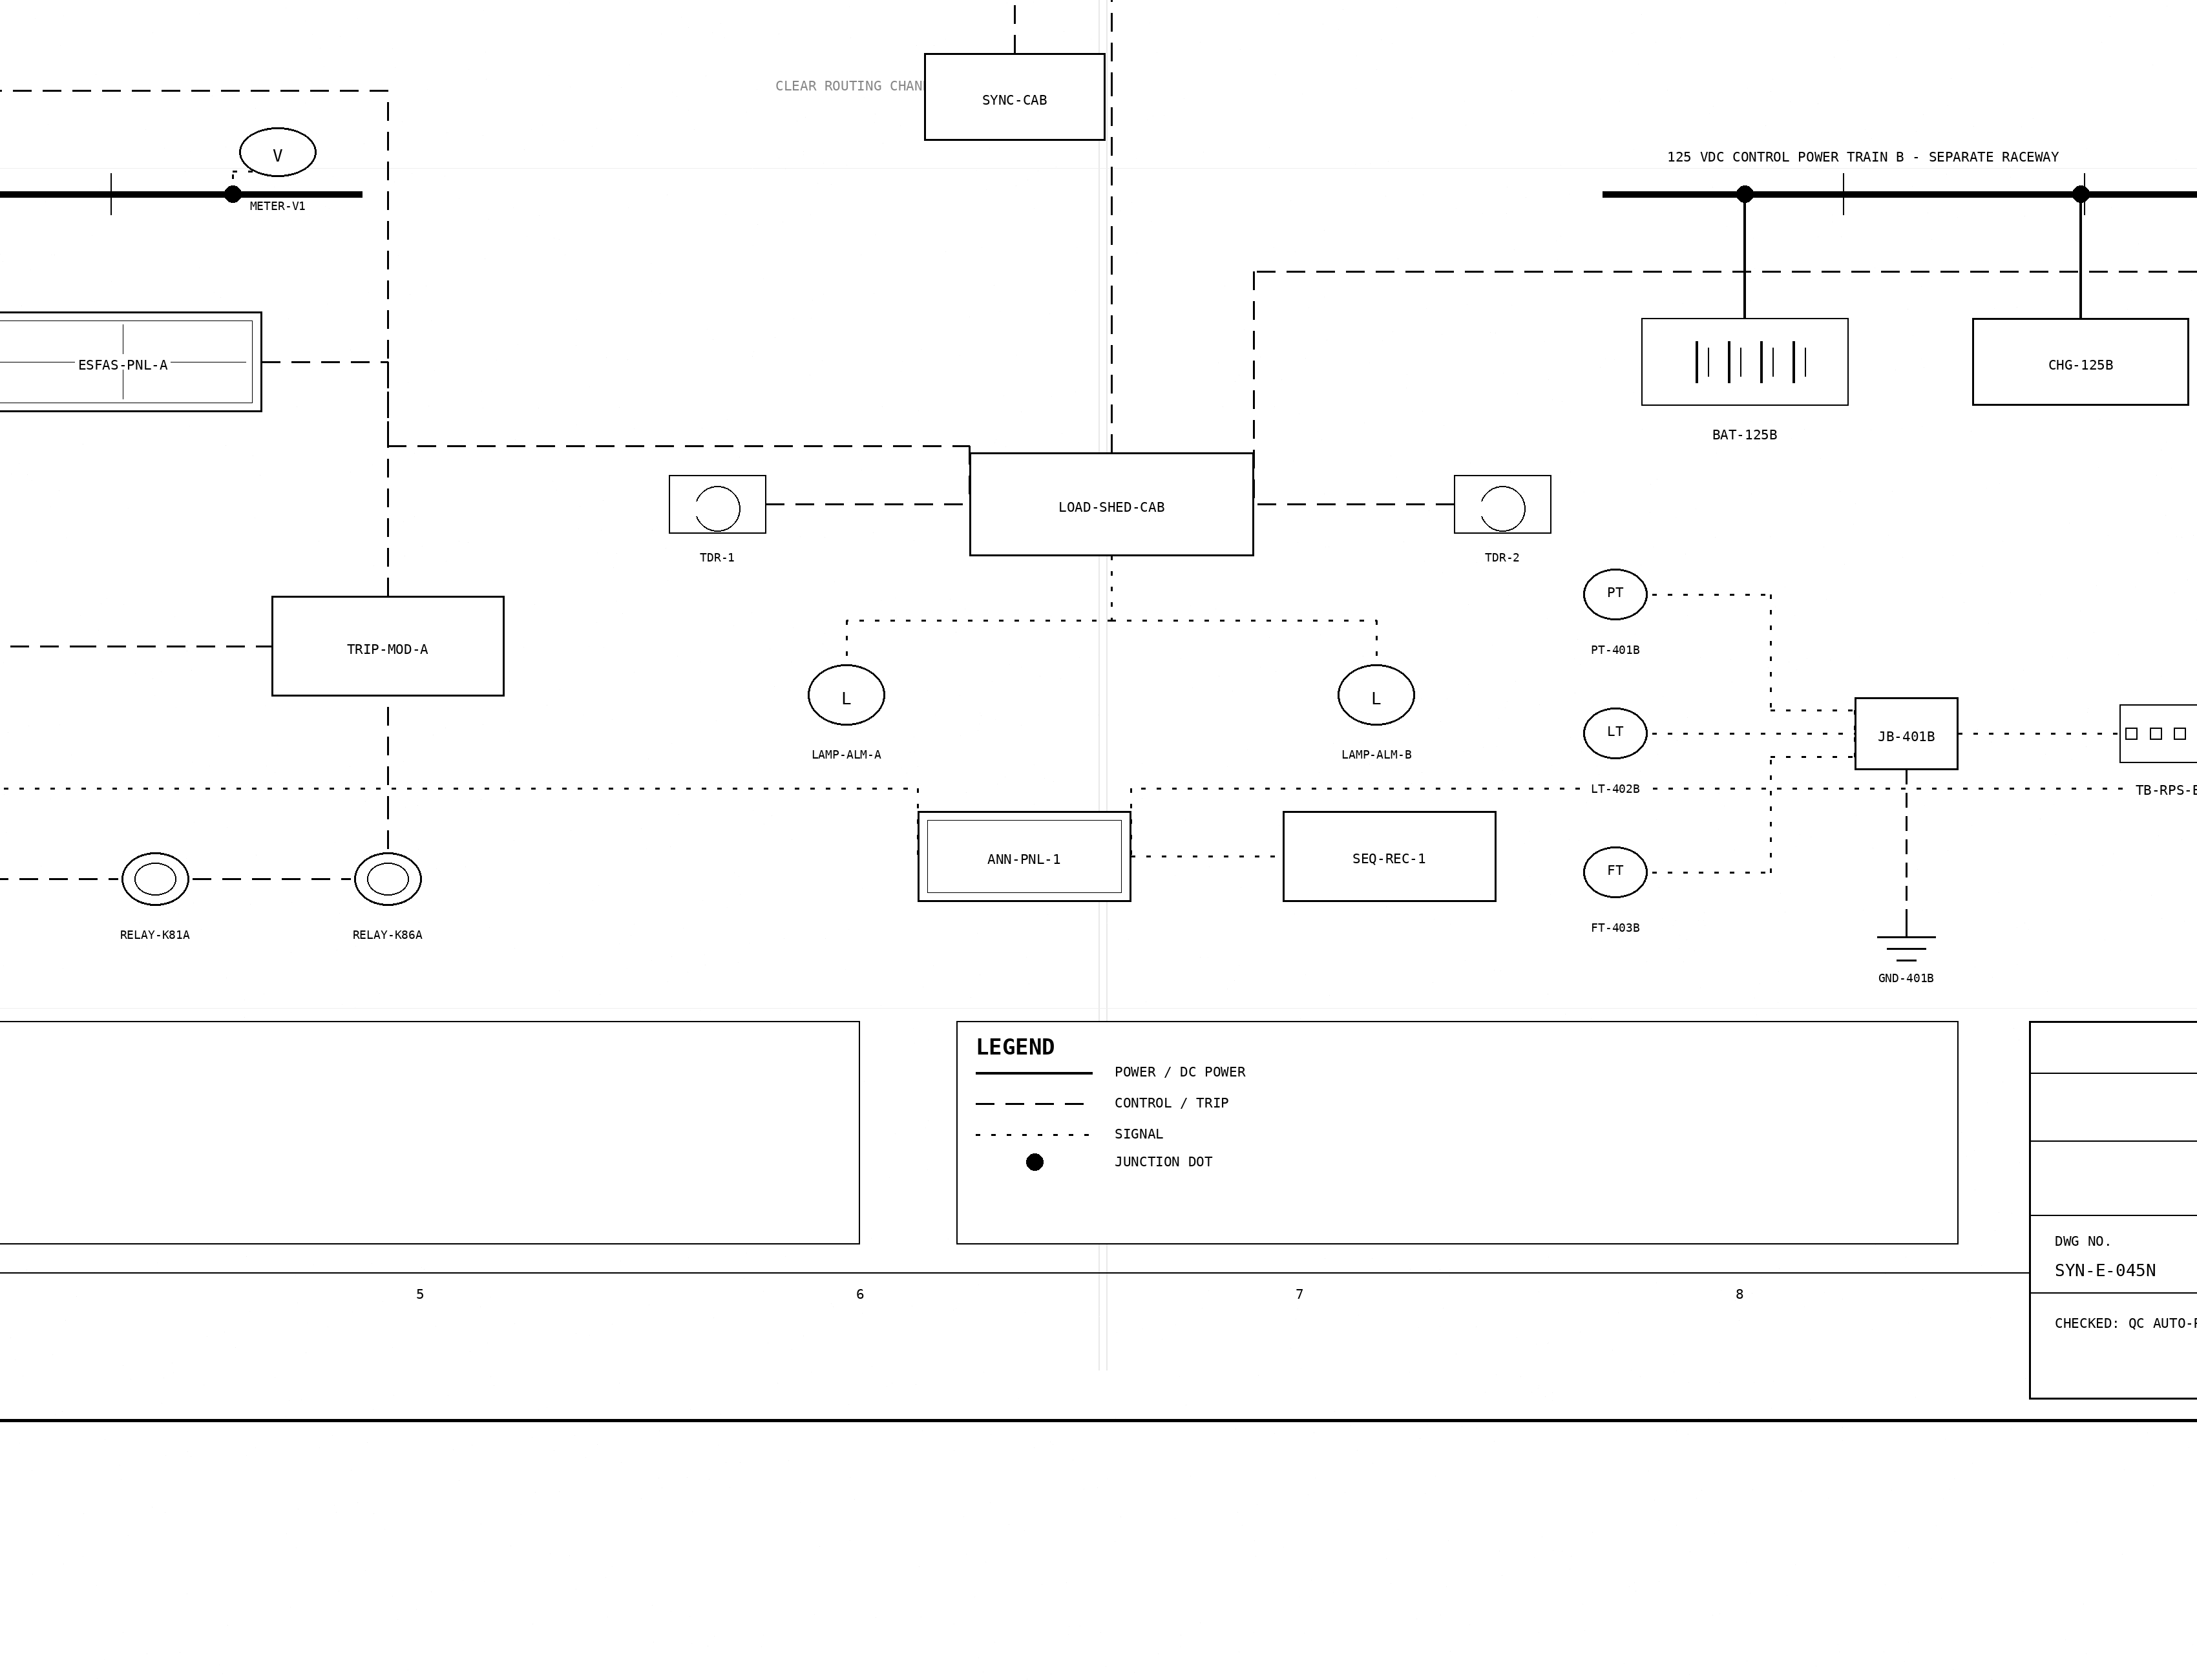 CLEAR ROUTING
SYNC-CAB
V
METER-V1
125 VDC CONTROL POWER TRAIN B - SEPARATE RACEWAY
ESFAS-PNL-A
CHG-125B
BAT-125B
LOAD-SHED-CAB
TDR-1
TDR-2
PT
PT-401B
TRIP-MOD-A
L
L
LAMP-ALM-A
LAMP-ALM-B
LT
LT-402B
JB-401B
TB-RPS-B
ANN-PNL-1
SEQ-REC-1
FT
FT-403B
RELAY-K81A
RELAY-K86A
GND-401B
LEGEND
POWER / DC POWER
CONTROL / TRIP
SIGNAL
JUNCTION DOT
DWG NO.
SYN-E-045N
CHECKED: QC
5
6
7
8